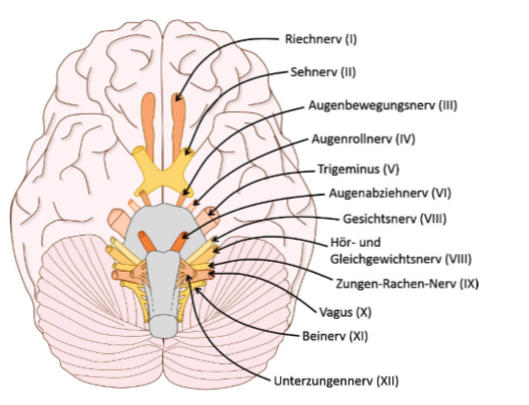 Riechnerv (I)
Sehnerv (II)
Augenbewegungsnerv (III)
Augenrollnerv (IV)
Trigeminus (V)
Augenabziehnerv (VI)
Gesichtsnerv (VIII)
Hör- und
Gleichgewichtsnerv (VIII)
Zungen-Rachen-Nerv (IX)
Vagus (X)
Beinerv (XI)
Unterzungennerv (XII)